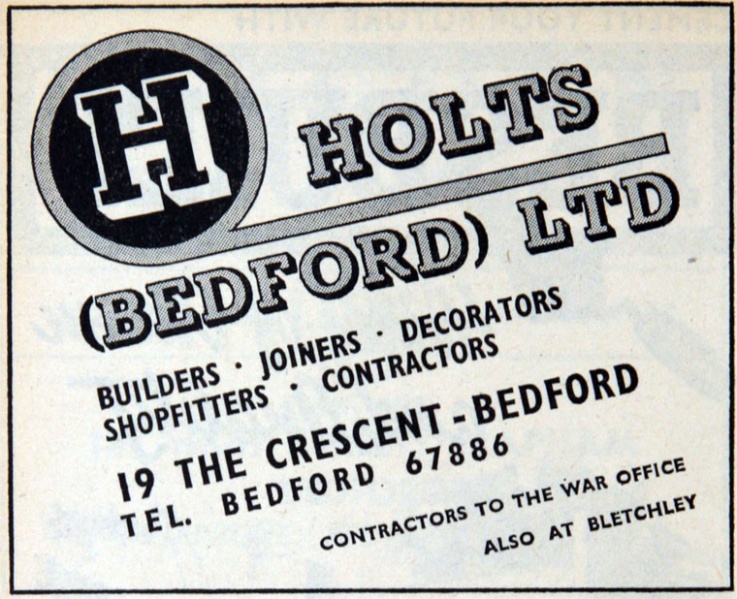 H
HOLTS
(BEDFORD) LTD
BUILDERS · JOINERS · DECORATORS
SHOPFITTERS · CONTRACTORS
19 THE CRESCENT - BEDFORD
TEL. BEDFORD 67886
CONTRACTORS TO THE WAR OFFICE
ALSO AT BLETCHLEY